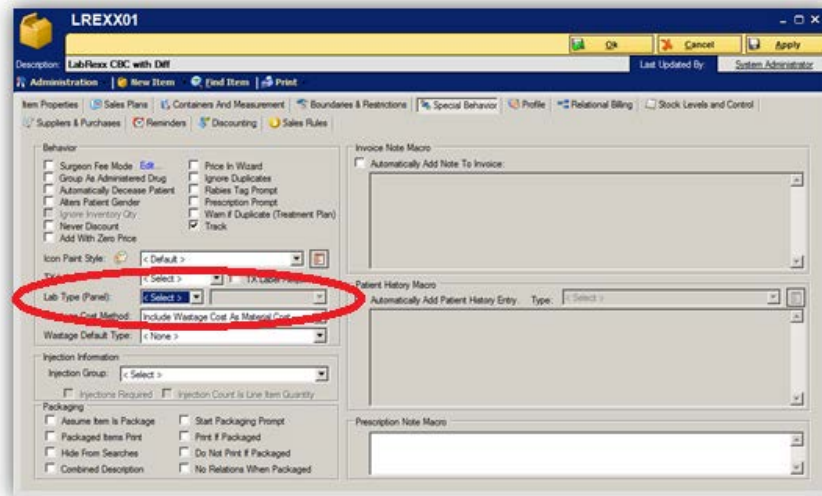 LREXX01
Ok Cancel Apply
Description: LabRexx CBC with Diff Last Updated By: System Administrator
Administration New Item Find Item Print
Item Properties Sales Plans Containers And Measurement Boundaries & Restrictions Special Behavior Profile Relational Billing Stock Levels and Control
Suppliers & Purchases Reminders Discounting Sales Rules
Behavior
Surgeon Fee Mode Edit... Price In Wizard
Group As Administered Drug Ignore Duplicates
Automatically Decease Patient Rabies Tag Prompt
Alters Patient Gender Prescription Prompt
Ignore Inventory Qty Warn if Duplicate (Treatment Plan)
Never Discount Track
Add With Zero Price
Icon Paint Style: < Default >
< Select > TX Label
Lab Type (Panel): < Select >
Cost Method: Include Wastage Cost As Material Cost
Wastage Default Type: < None >
Injection Information
Injection Group: < Select >
Injections Required Injection Count Is Line Item Quantity
Packaging
Assume Item Is Package Start Packaging Prompt
Packaged Items Print Print If Packaged
Hide From Searches Do Not Print If Packaged
Combined Description No Relations When Packaged
Invoice Note Macro
Automatically Add Note To Invoice:
Patient History Macro
Automatically Add Patient History Entry. Type: < Select >
Prescription Note Macro